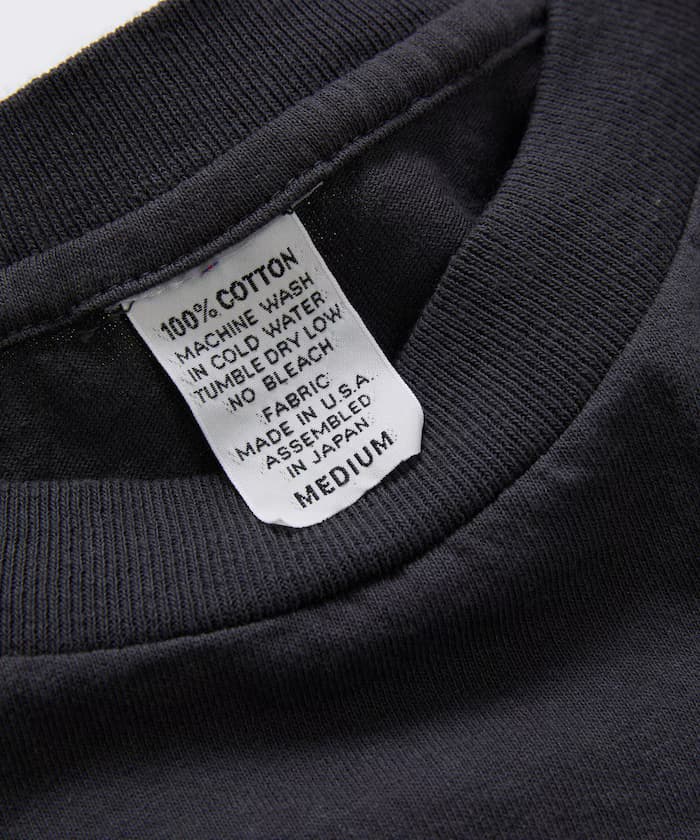 100% COTTON
MACHINE WASH
IN COLD WATER
TUMBLE DRY LOW
NO BLEACH
FABRIC
MADE IN U.S.A.
ASSEMBLED
IN JAPAN
MEDIUM